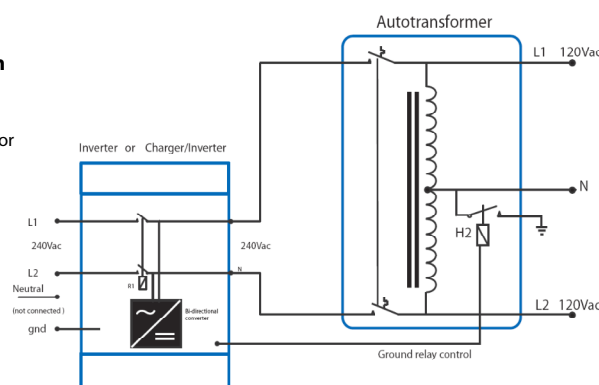 Autotransformer
L1 120Vac
n
or
Inverter or Charger/Inverter
L1
240Vac
240Vac
N
H2
L2
N
R1
Neutral
(not connected )
Bi-directional
converter
gnd
L2 120Vac
Ground relay control